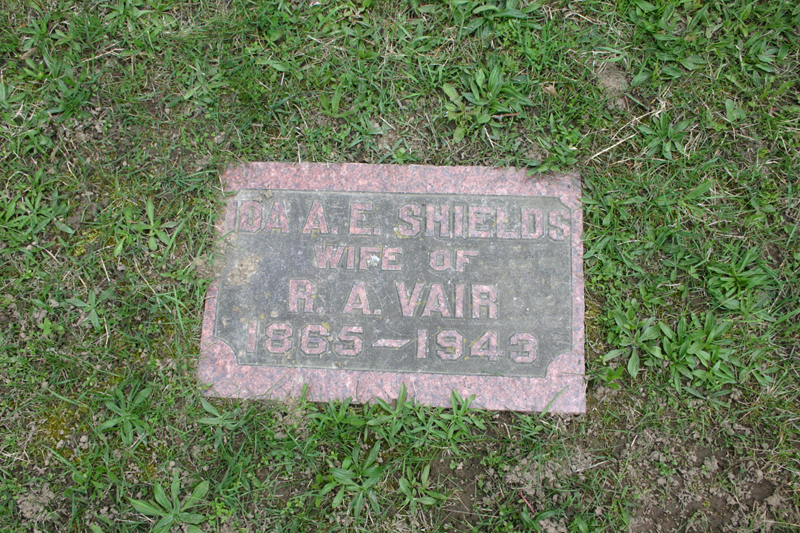 IDA A. E. SHIELDS
WIFE OF
R. A. VAIR
1865–1943